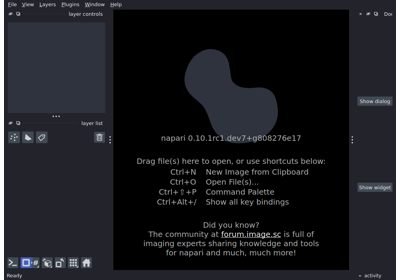 File View Layers Plugins Window Help
layer controls
layer list
napari 0.10.1rc1.dev7+g808276e17
Drag file(s) here to open, or use shortcuts below:
Ctrl+N New Image from Clipboard
Ctrl+O Open File(s)...
Ctrl+⇧+P Command Palette
Ctrl+Alt+/ Show all key bindings
Did you know?
The community at forum.image.sc is full of
imaging experts sharing knowledge and tools
for napari and much, much more!
Show dialog
Show widget
Ready
activity